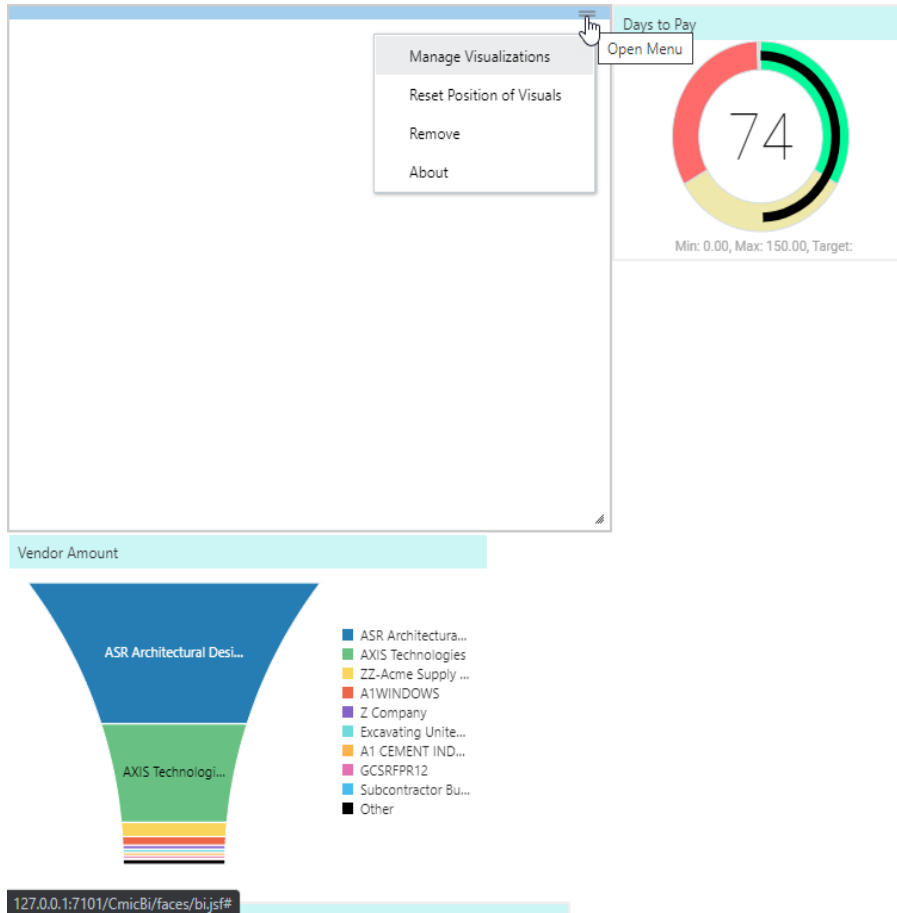 Days to Pay
Open Menu
Manage Visualizations
Reset Position of Visuals
Remove
About
74
Min: 0.00, Max: 150.00, Target:
Vendor Amount
ASR Architectural Desi...
AXIS Technologi...
ASR Architectura...
AXIS Technologies
ZZ-Acme Supply ...
A1WINDOWS
Z Company
Excavating Unite...
A1 CEMENT IND...
GCSRFPR12
Subcontractor Bu...
Other
127.0.0.1:7101/CmicBi/faces/bi.jsf#